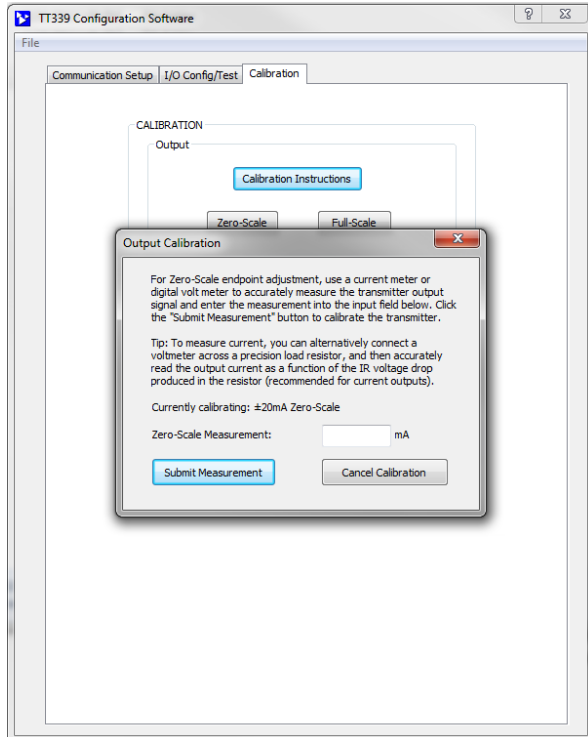 TT339 Configuration Software
?
File
Communication Setup I/O Config/Test Calibration
CALIBRATION
Output
Calibration Instructions
Zero-Scale Full-Scale
Output Calibration
For Zero-Scale endpoint adjustment, use a current meter or
digital volt meter to accurately measure the transmitter output
signal and enter the measurement into the input field below. Click
the "Submit Measurement" button to calibrate the transmitter.
Tip: To measure current, you can alternatively connect a
voltmeter across a precision load resistor, and then accurately
read the output current as a function of the IR voltage drop
produced in the resistor (recommended for current outputs).
Currently calibrating: ±20mA Zero-Scale
Zero-Scale Measurement: mA
Submit Measurement Cancel Calibration